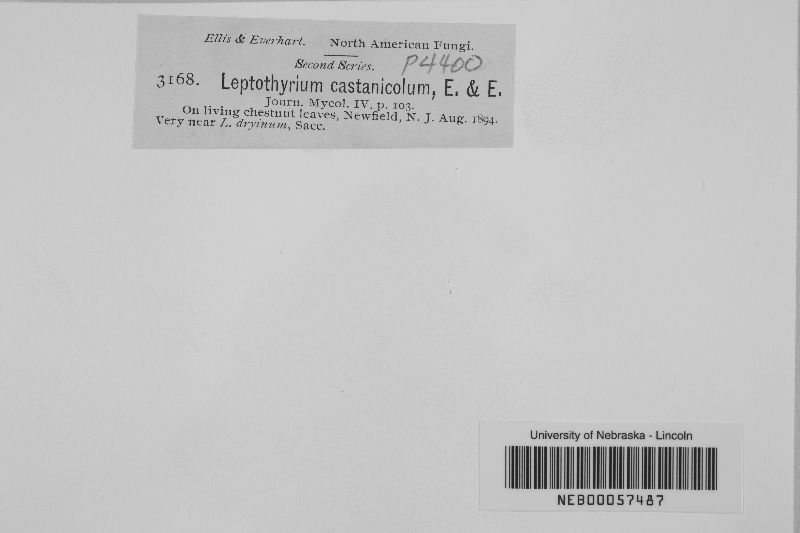 Ellis & Everhart. North American Fungi.
Second Series. P4400
3168. Leptothyrium castanicolum, E. & E.
Journ. Mycol. IV, p. 103.
On living chestnut leaves, Newfield, N. J. Aug. 1894.
Very near L. dryinum, Sacc.
University of Nebraska - Lincoln
NEB00057487